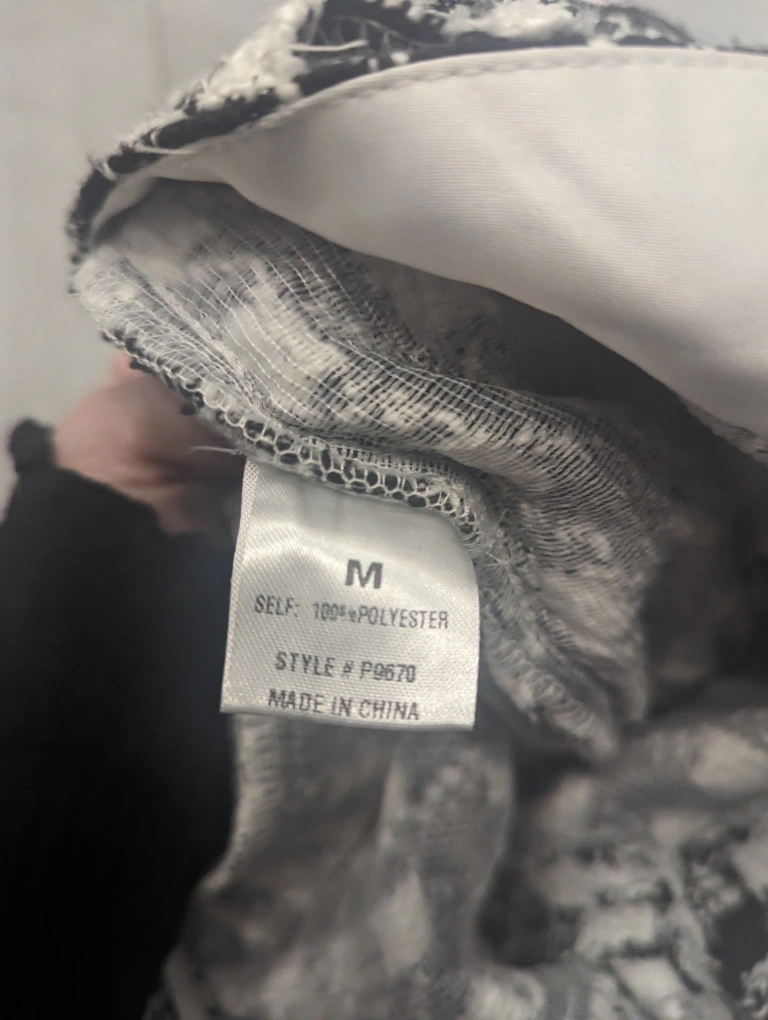 M
SELF: 100%POLYESTER
STYLE # P9670
MADE IN CHINA